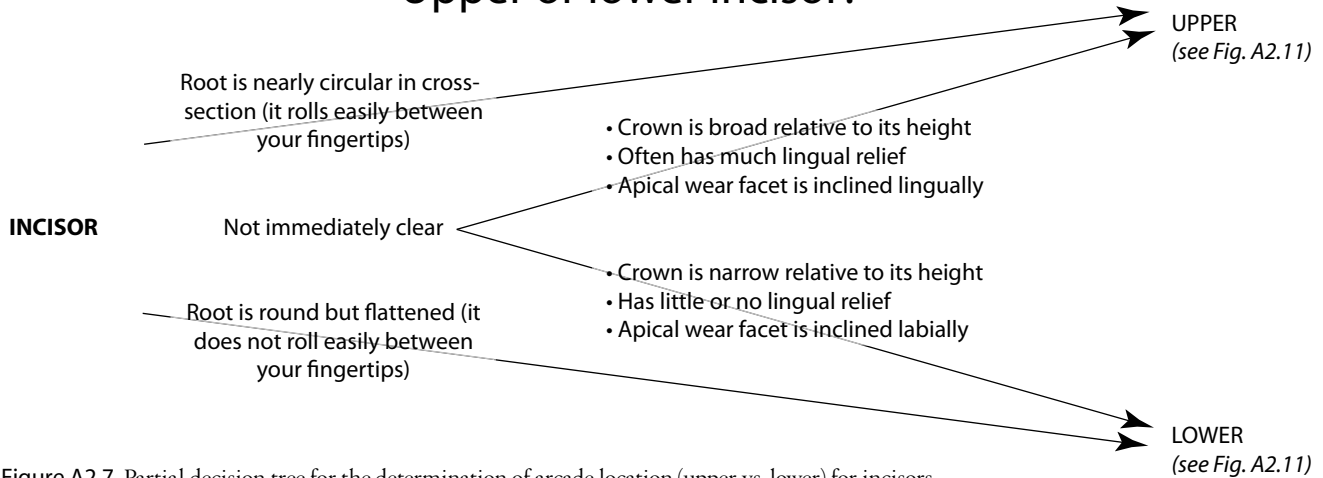 Upper or lower incisor?
UPPER
(see Fig. A2.11)
Root is nearly circular in cross-
section (it rolls easily between
your fingertips)
• Crown is broad relative to its height
• Often has much lingual relief
• Apical wear facet is inclined lingually
INCISOR
Not immediately clear
• Crown is narrow relative to its height
• Has little or no lingual relief
• Apical wear facet is inclined labially
Root is round but flattened (it
does not roll easily between
your fingertips)
LOWER
(see Fig. A2.11)
Figure A2.7 Partial decision tree for the determination of arcade location (upper vs. lower) for incisors